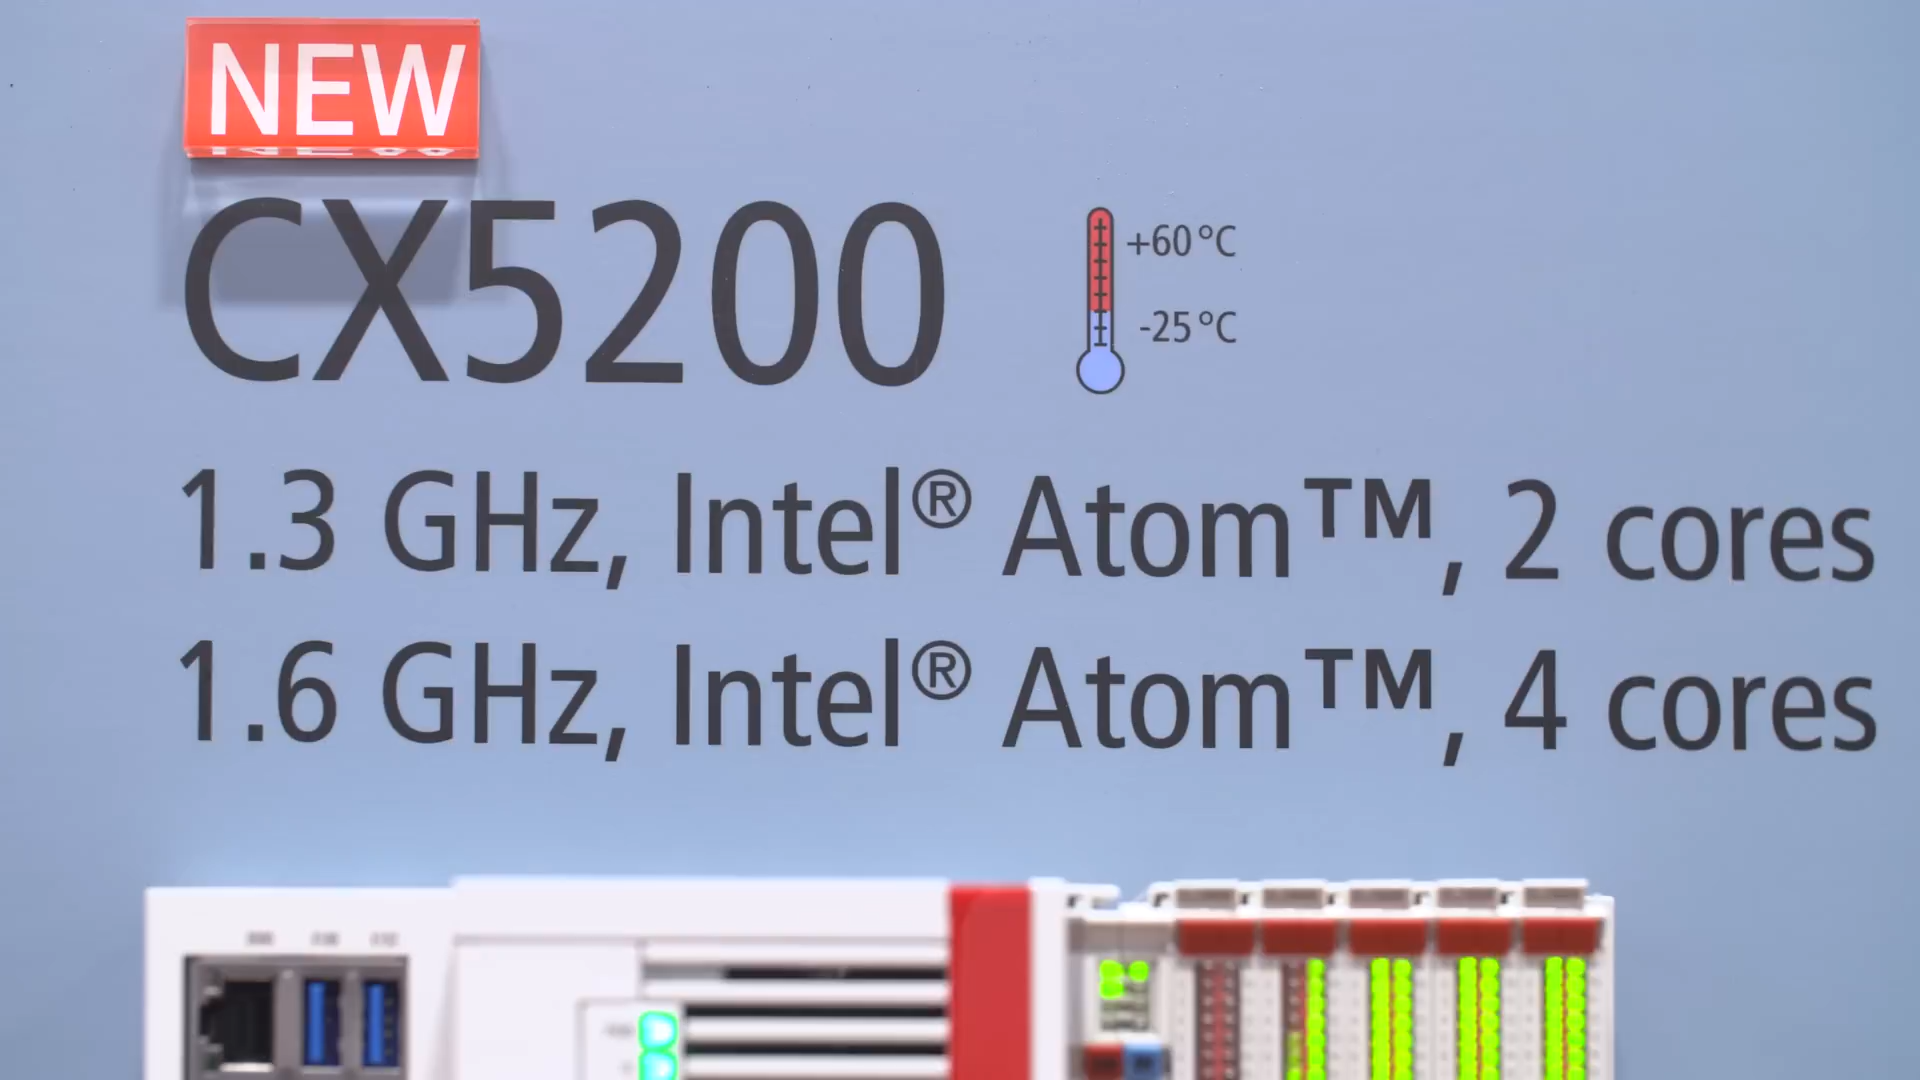 NEW
CX5200
+60°C
-25°C
1.3 GHz, Intel® Atom™, 2 cores
1.6 GHz, Intel® Atom™, 4 cores